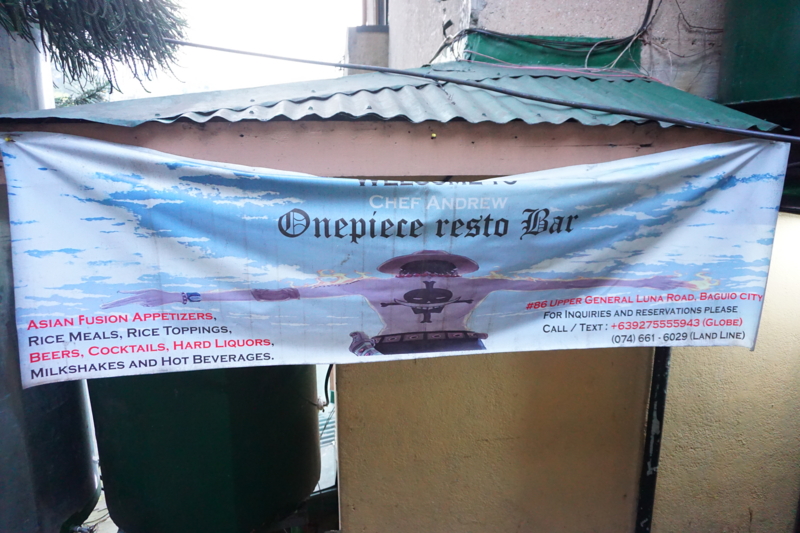 WELCOME TO
CHEF ANDREW
Onepiece resto Bar
ASIAN FUSION APPETIZERS,
RICE MEALS, RICE TOPPINGS,
BEERS, COCKTAILS, HARD LIQUORS,
MILKSHAKES AND HOT BEVERAGES.
#86 UPPER GENERAL LUNA ROAD, BAGUIO CITY
FOR INQUIRIES AND RESERVATIONS PLEASE
CALL / TEXT : +639275555943 (GLOBE)
(074) 661 - 6029 (LAND LINE)